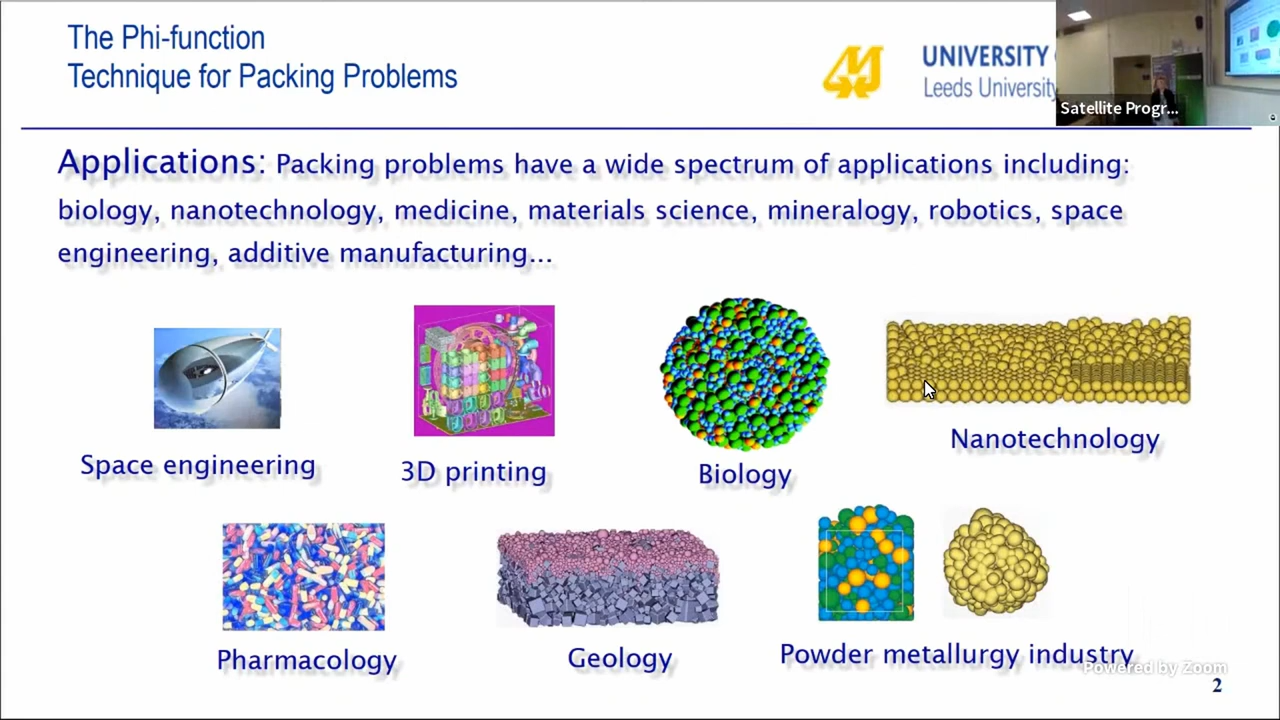 The Phi-function
Technique for Packing Problems
UNIVERSITY
Leeds University
Satellite Progr...
Applications: Packing problems have a wide spectrum of applications including:
biology, nanotechnology, medicine, materials science, mineralogy, robotics, space
engineering, additive manufacturing...
Space engineering
3D printing
Biology
Nanotechnology
Pharmacology
Geology
Powder metallurgy industry
Powered by Zoom
2